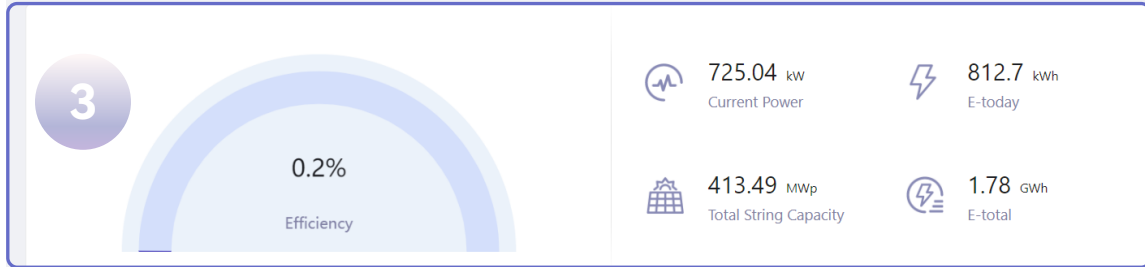 3
0.2%
Efficiency
725.04 kW
Current Power
812.7 kWh
E-today
413.49 MWp
Total String Capacity
1.78 GWh
E-total